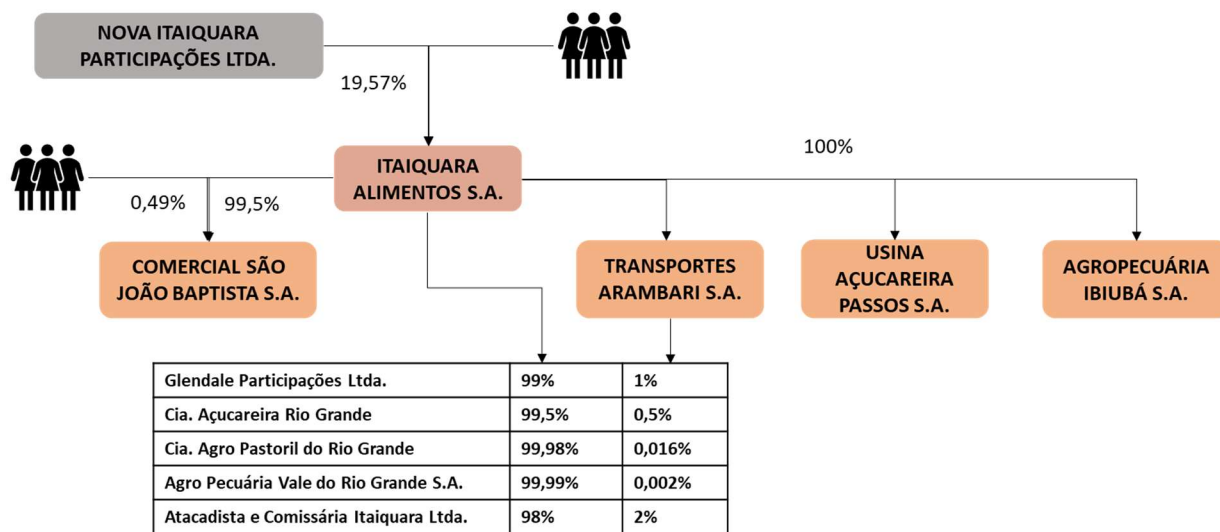 NOVA ITAIQUARA
PARTICIPAÇÕES LTDA.
19,57%
ITAIQUARA
ALIMENTOS S.A.
100%
0,49%
99,5%
COMERCIAL SÃO
JOÃO BAPTISTA S.A.
TRANSPORTES
ARAMBARI S.A.
USINA
AÇUCAREIRA
PASSOS S.A.
AGROPECUÁRIA
IBIUBÁ S.A.
Glendale Participações Ltda. 99% 1%
Cia. Açucareira Rio Grande 99,5% 0,5%
Cia. Agro Pastoril do Rio Grande 99,98% 0,016%
Agro Pecuária Vale do Rio Grande S.A. 99,99% 0,002%
Atacadista e Comissária Itaiquara Ltda. 98% 2%